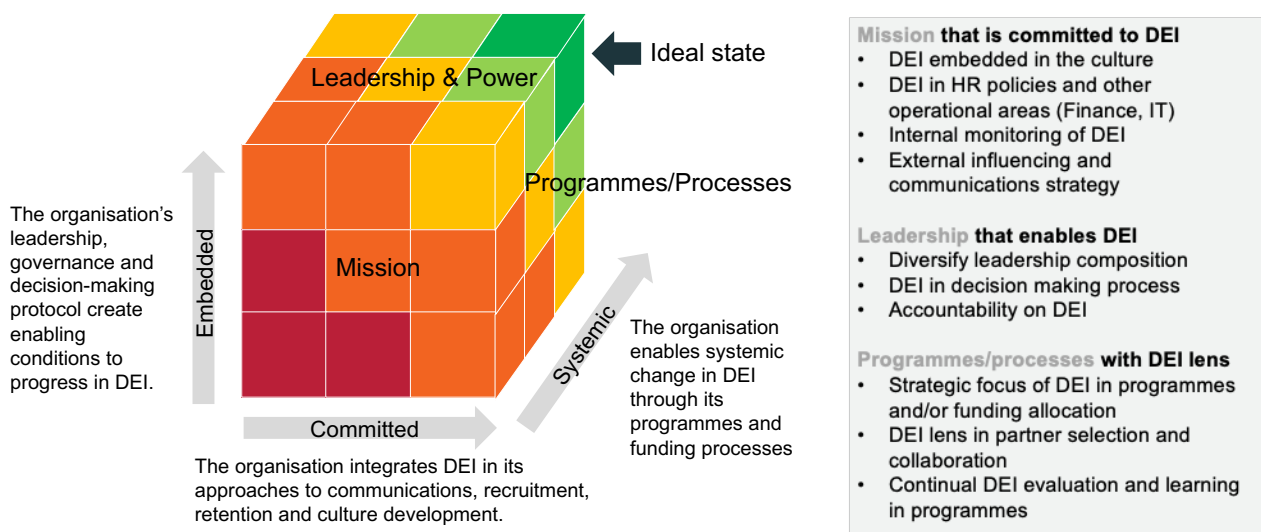 Ideal state
Leadership & Power
Programmes/Processes
Mission
Embedded
Committed
Systemic
The organisation’s
leadership,
governance and
decision-making
protocol create
enabling
conditions to
progress in DEI.
The organisation integrates DEI in its
approaches to communications, recruitment,
retention and culture development.
The organisation
enables systemic
change in DEI
through its
programmes and
funding processes
Mission that is committed to DEI
• DEI embedded in the culture
• DEI in HR policies and other
operational areas (Finance, IT)
• Internal monitoring of DEI
• External influencing and
communications strategy
Leadership that enables DEI
• Diversify leadership composition
• DEI in decision making process
• Accountability on DEI
Programmes/processes with DEI lens
• Strategic focus of DEI in programmes
and/or funding allocation
• DEI lens in partner selection and
collaboration
• Continual DEI evaluation and learning
in programmes